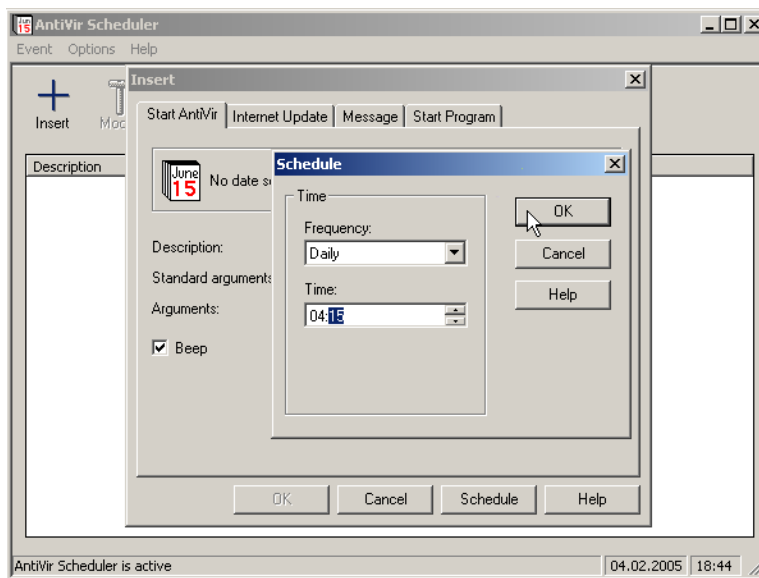 AntiVir Scheduler
Event Options Help
Insert
Start AntiVir Internet Update Message Start Program
Insert
Description
June
15
No date
Description:
Standard arguments
Arguments:
Beep
Schedule
Time
Frequency:
Daily
Time:
04:15
OK
Cancel
Help
OK Cancel Schedule Help
AntiVir Scheduler is active 04.02.2005 18:44